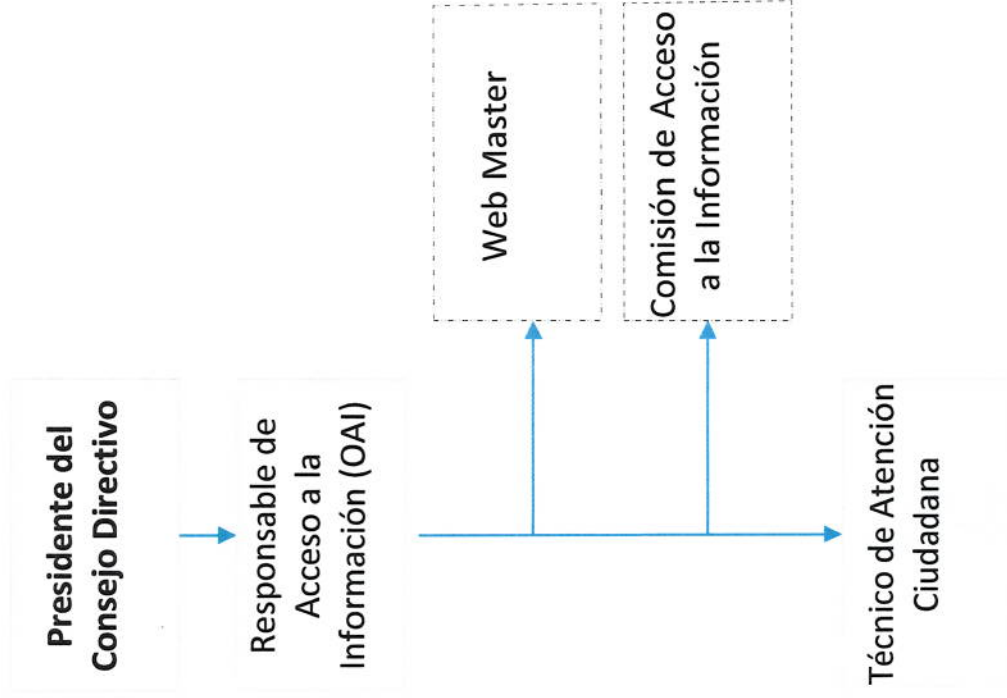 Presidente del
Consejo Directivo
Responsable de
Acceso a la
Información (OAI)
Web Master
Comisión de Acceso
a la Información
Técnico de Atención
Ciudadana